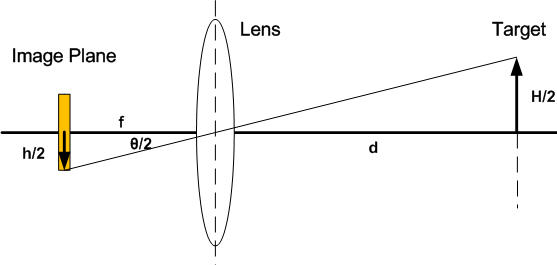 Lens
Target
Image Plane
f
H/2
h/2
θ/2
d